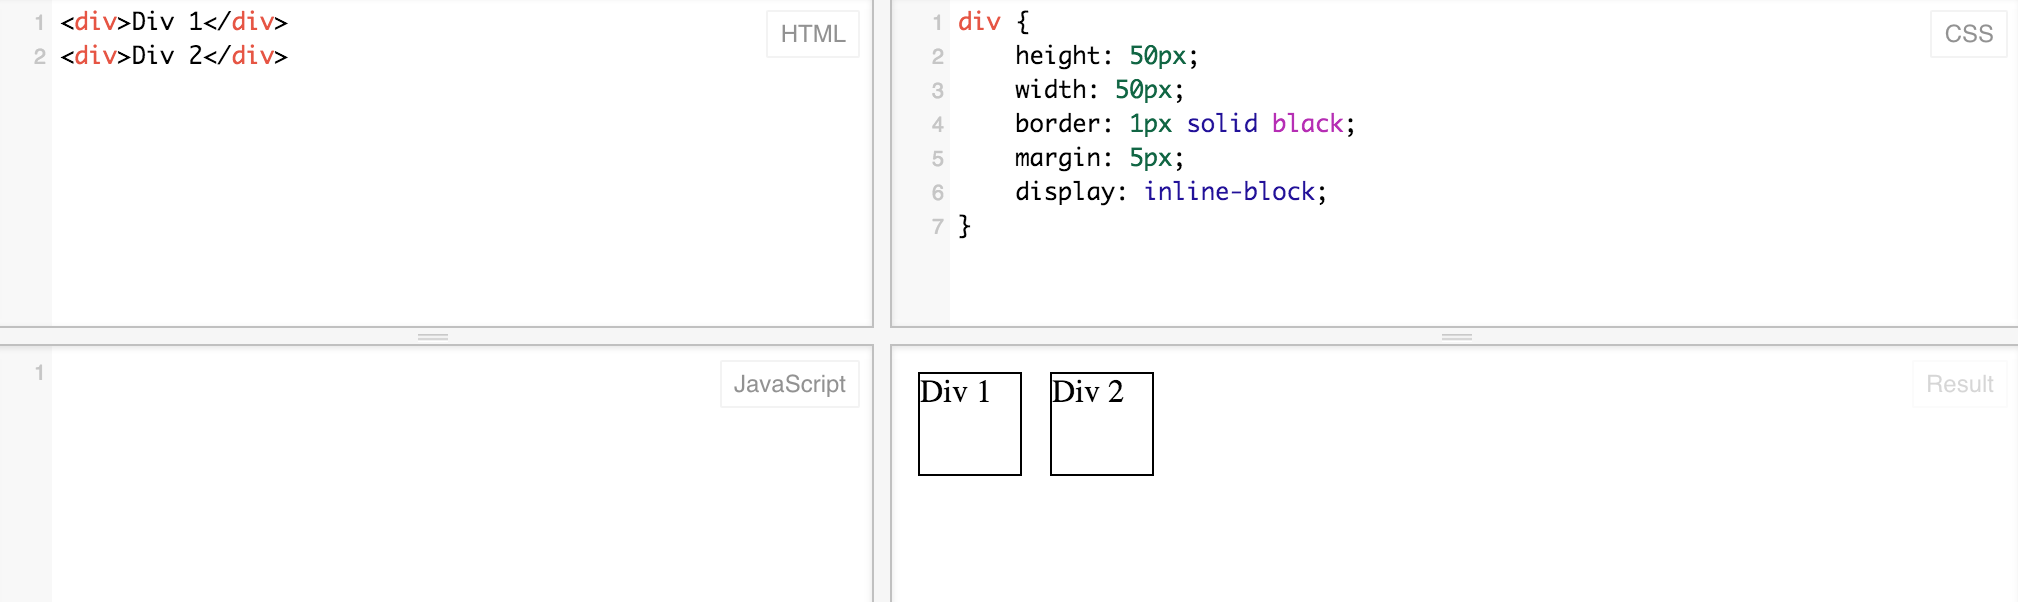 1 <div>Div 1</div>
2 <div>Div 2</div>
HTML
1 div {
2     height: 50px;
3     width: 50px;
4     border: 1px solid black;
5     margin: 5px;
6     display: inline-block;
7 }
CSS
1
JavaScript
Div 1 Div 2
Result